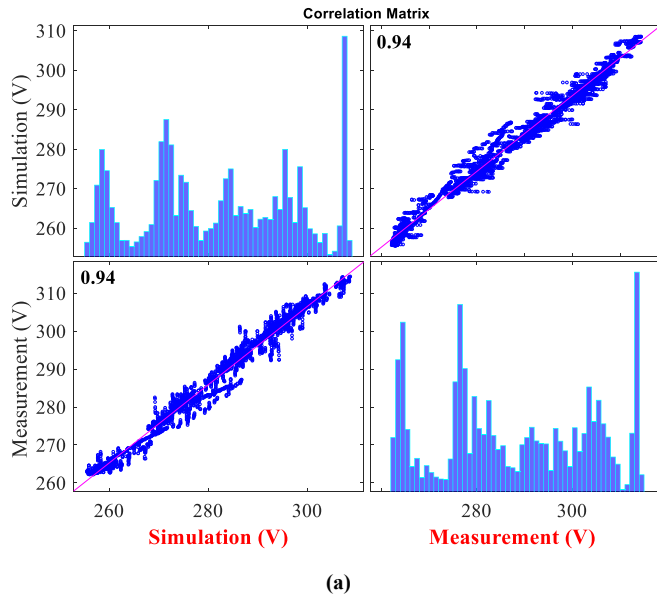 Correlation Matrix
310
300
290
280
270
260
Simulation (V)
0.94
0.94
310
300
290
280
270
260
Measurement (V)
260 280 300
280 300
Simulation (V) Measurement (V)
(a)